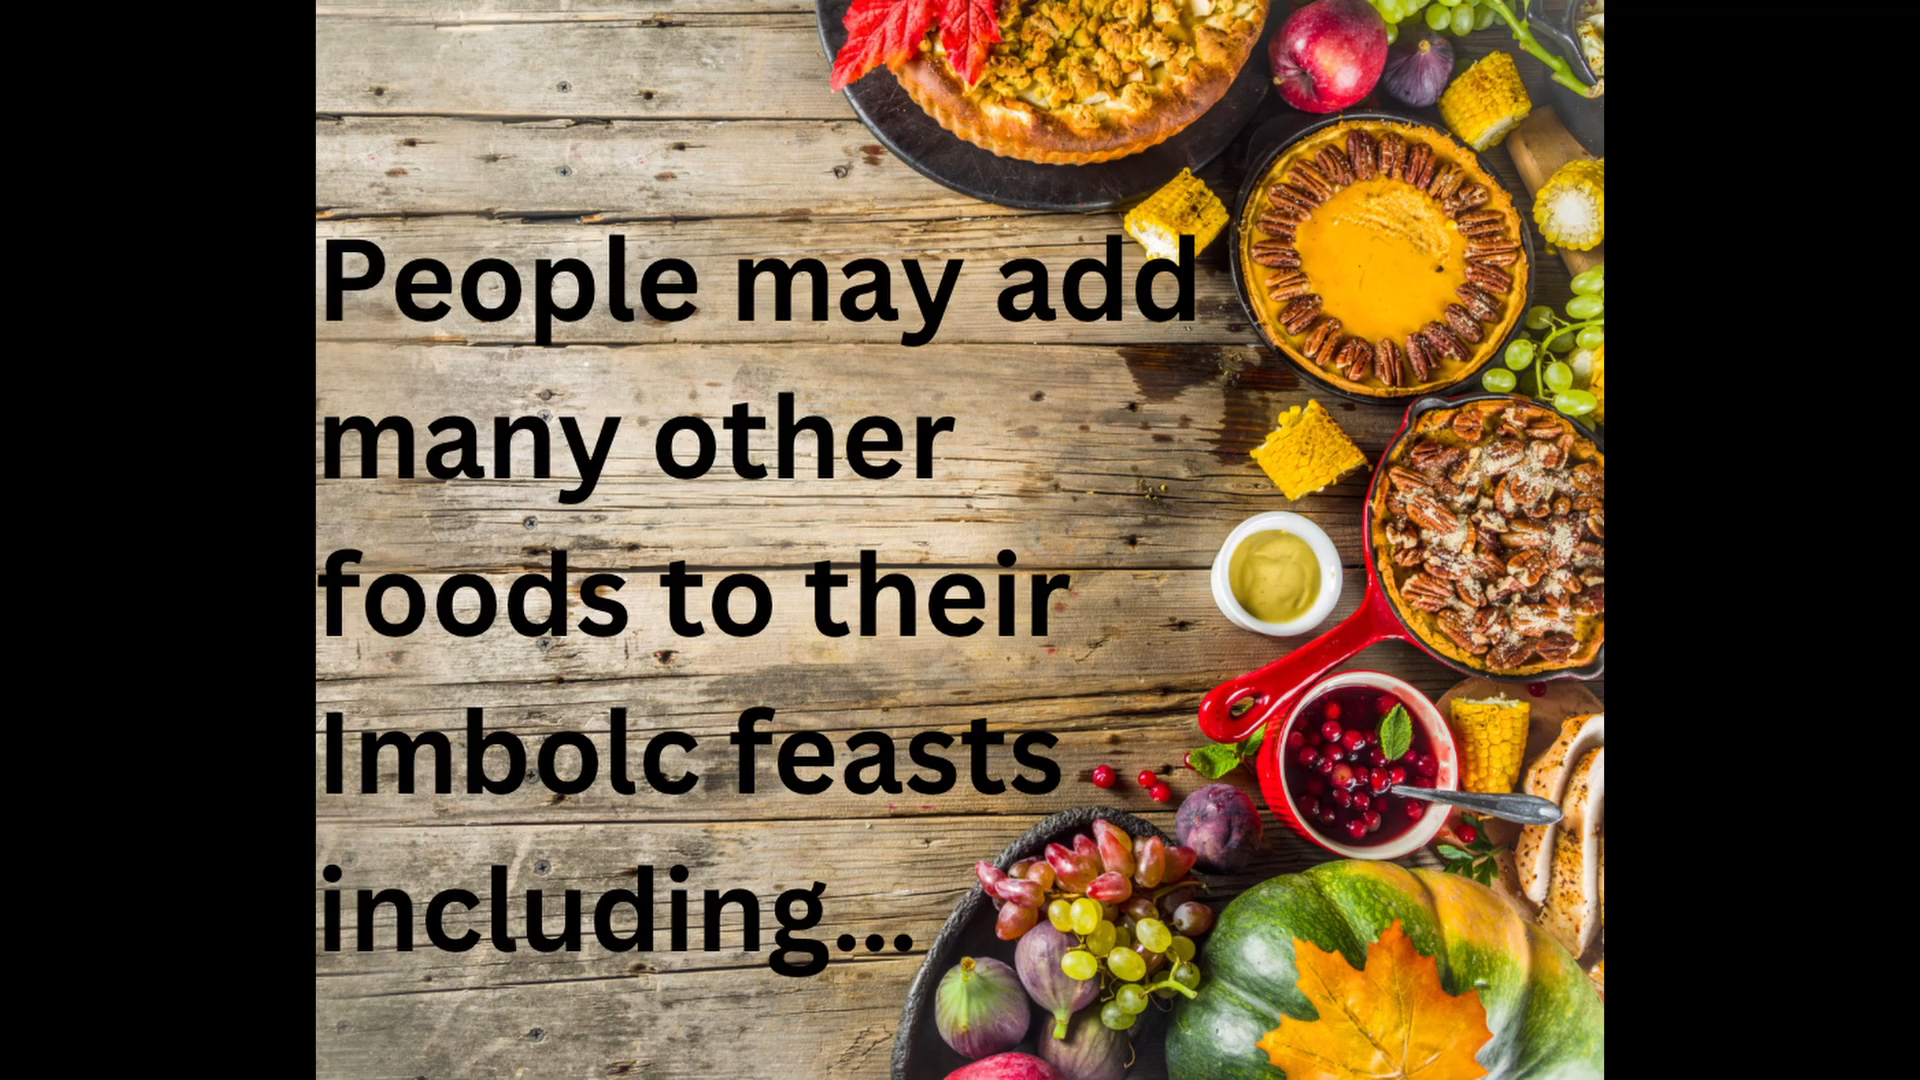 People may add
many other
foods to their
Imbolc feasts
including...